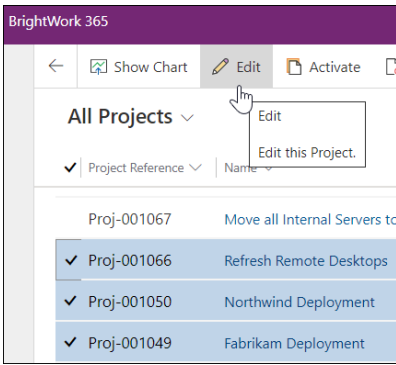 BrightWork 365
Show Chart Edit Activate
All Projects
Edit
Edit this Project.
Project Reference Name
Proj-001067 Move all Internal Servers to
Proj-001066 Refresh Remote Desktops
Proj-001050 Northwind Deployment
Proj-001049 Fabrikam Deployment